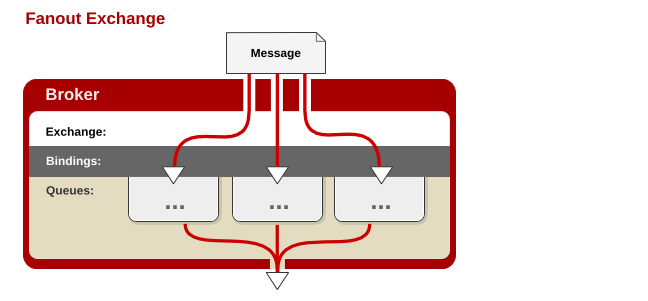 Fanout Exchange
Message
Broker
Exchange:
Bindings:
Queues:
... ... ...